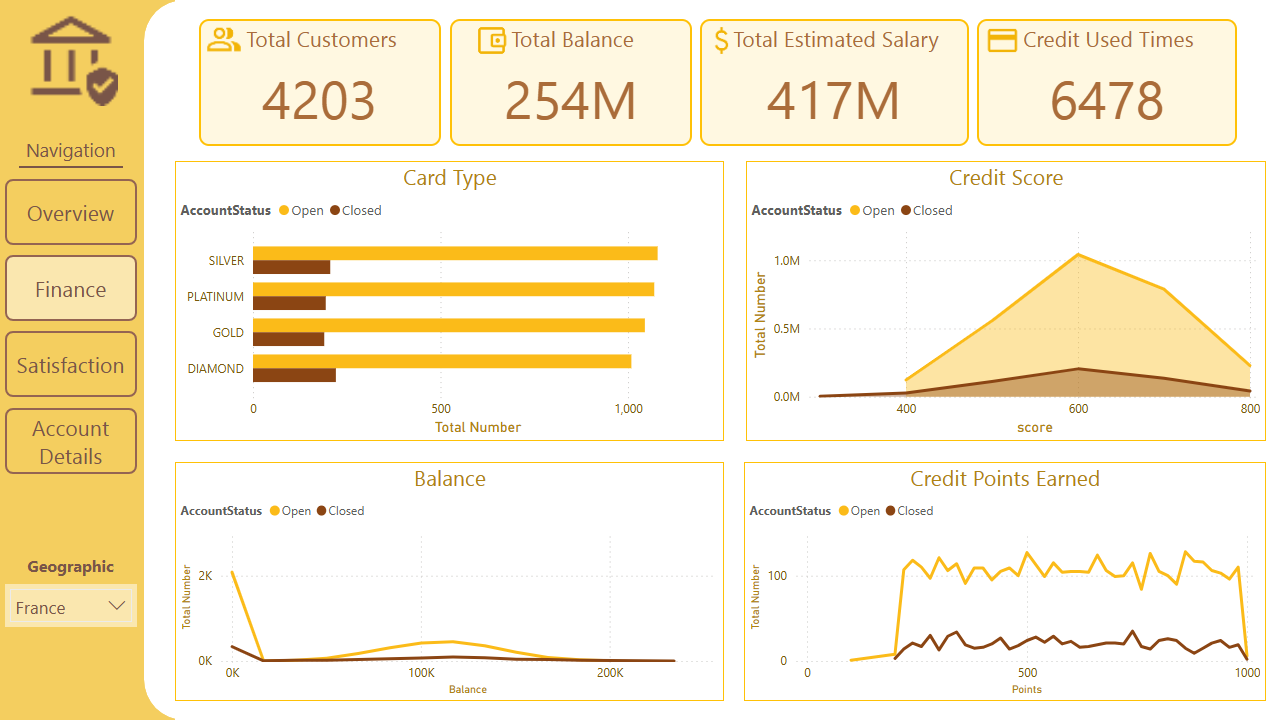 Navigation
Overview
Finance
Satisfaction
Account
Details
Geographic
France
Total Customers
4203
Total Balance
254M
Total Estimated Salary
417M
Credit Used Times
6478
Card Type
AccountStatus Open Closed
SILVER
PLATINUM
GOLD
DIAMOND
0 500 1,000
Total Number
Credit Score
AccountStatus Open Closed
Total Number
1.0M
0.5M
0.0M
400 600 800
score
Balance
AccountStatus Open Closed
Total Number
2K
0K
0K 100K 200K
Balance
Credit Points Earned
AccountStatus Open Closed
Total Number
100
0
0 500 1000
Points